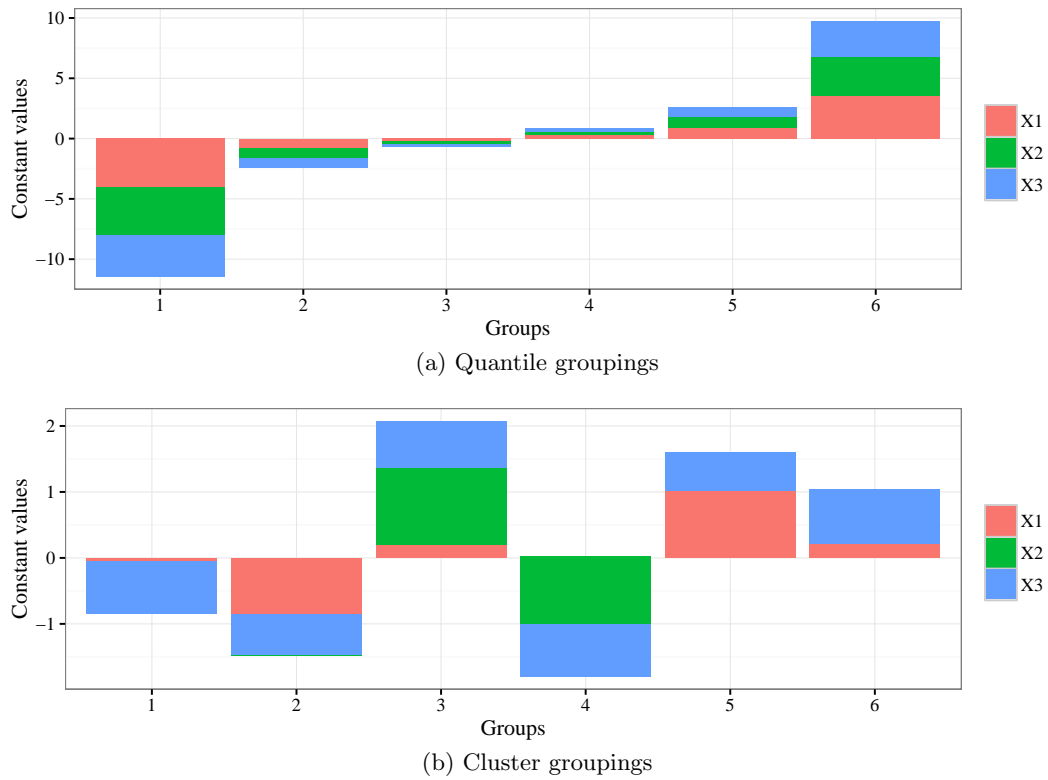 10
5
0
−5
−10
Constant values
1 2 3 4 5 6
Groups
X1
X2
X3
(a) Quantile groupings
2
1
0
−1
Constant values
1 2 3 4 5 6
Groups
X1
X2
X3
(b) Cluster groupings